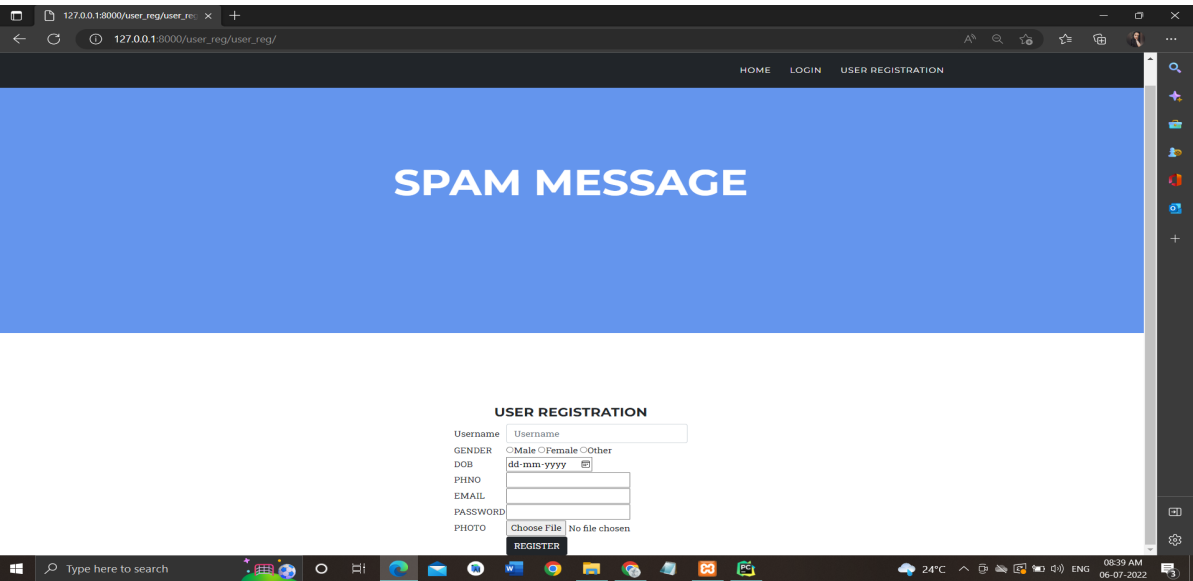 127.0.0.1:8000/user_reg/user_reg
127.0.0.1:8000/user_reg/user_reg/
HOME LOGIN USER REGISTRATION
SPAM MESSAGE
USER REGISTRATION
Username Username
GENDER Male Female Other
DOB dd-mm-yyyy
PHNO
EMAIL
PASSWORD
PHOTO Choose File No file chosen
REGISTER
Type here to search 24°C ENG 08:39 AM
06-07-2022